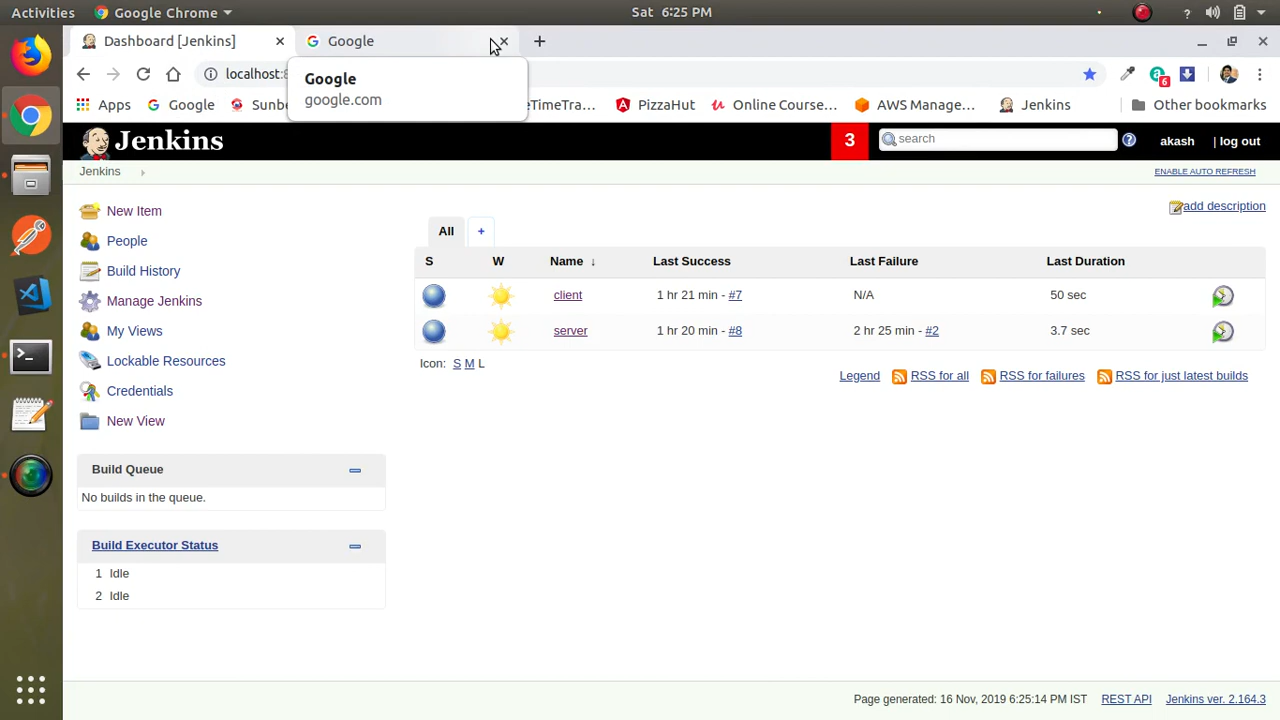 Activities Google Chrome Sat 6:25 PM ?
Dashboard [Jenkins] Google
localhost:8
Google
google.com
Apps Google Sunbe eTimeTra... PizzaHut Online Course... AWS Manage... Jenkins Other bookmarks
6
Jenkins 3 search ? akash | log out
Jenkins ENABLE AUTO REFRESH
New Item
People
Build History
Manage Jenkins
My Views
Lockable Resources
Credentials
New View
add description
All +
S W Name ↓ Last Success Last Failure Last Duration
client 1 hr 21 min - #7 N/A 50 sec
server 1 hr 20 min - #8 2 hr 25 min - #2 3.7 sec
Icon: S M L
Legend RSS for all RSS for failures RSS for just latest builds
Build Queue
No builds in the queue.
Build Executor Status
1 Idle
2 Idle
Page generated: 16 Nov, 2019 6:25:14 PM IST REST API Jenkins ver. 2.164.3